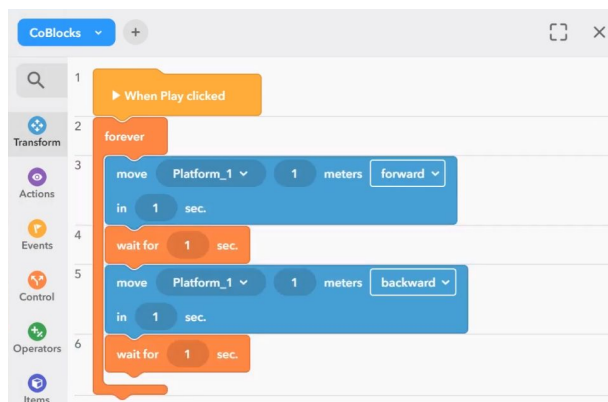 CoBlocks
1
When Play clicked
Transform
2
forever
3
move Platform_1 1 meters forward
in 1 sec.
Actions
4
wait for 1 sec.
Events
5
move Platform_1 1 meters backward
in 1 sec.
Control
6
wait for 1 sec.
Operators
Items